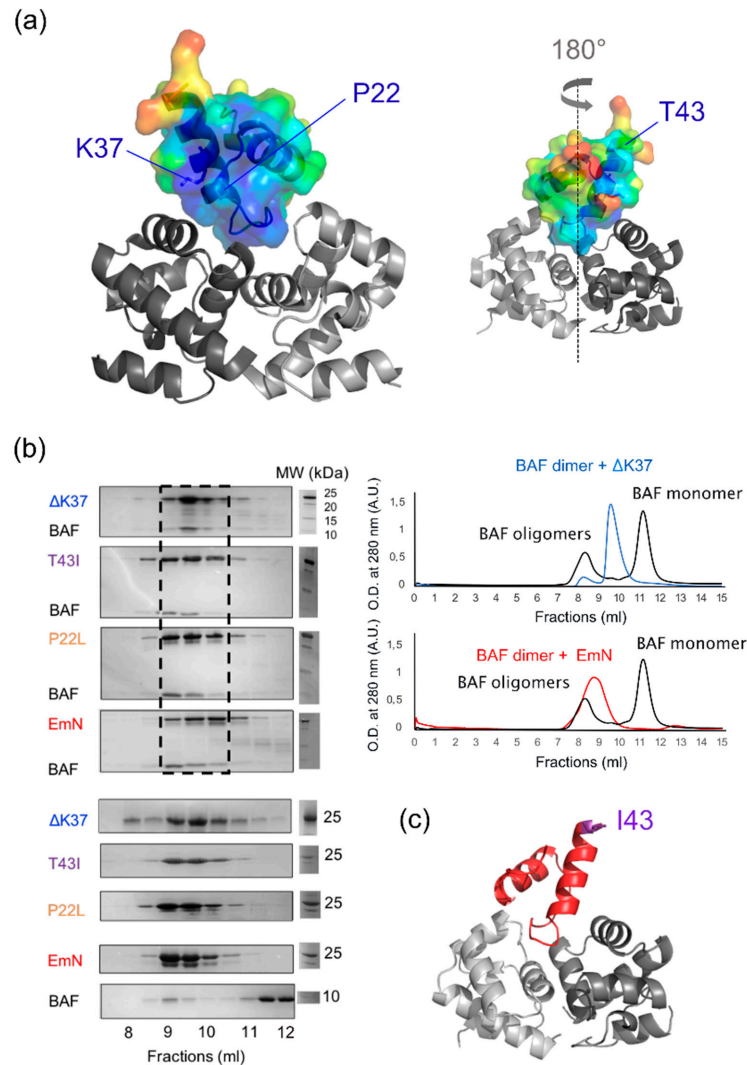 (a)
180°
P22
K37
T43
(b)
MW (kDa)
ΔK37
25
20
15
10
BAF
T43I
BAF
P22L
BAF
EmN
BAF
ΔK37
25
T43I
25
P22L
25
EmN
25
BAF
10
8 9 10 11 12
Fractions (ml)
BAF dimer + ΔK37
O.D. at 280 nm (A.U.)
1,5
1
0,5
0
BAF oligomers
BAF monomer
0 1 2 3 4 5 6 7 8 9 10 11 12 13 14 15
Fractions (ml)
BAF dimer + EmN
O.D. at 280 nm (A.U.)
1,5
1
0,5
0
BAF oligomers
BAF monomer
0 1 2 3 4 5 6 7 8 9 10 11 12 13 14 15
Fractions (ml)
(c)
I43